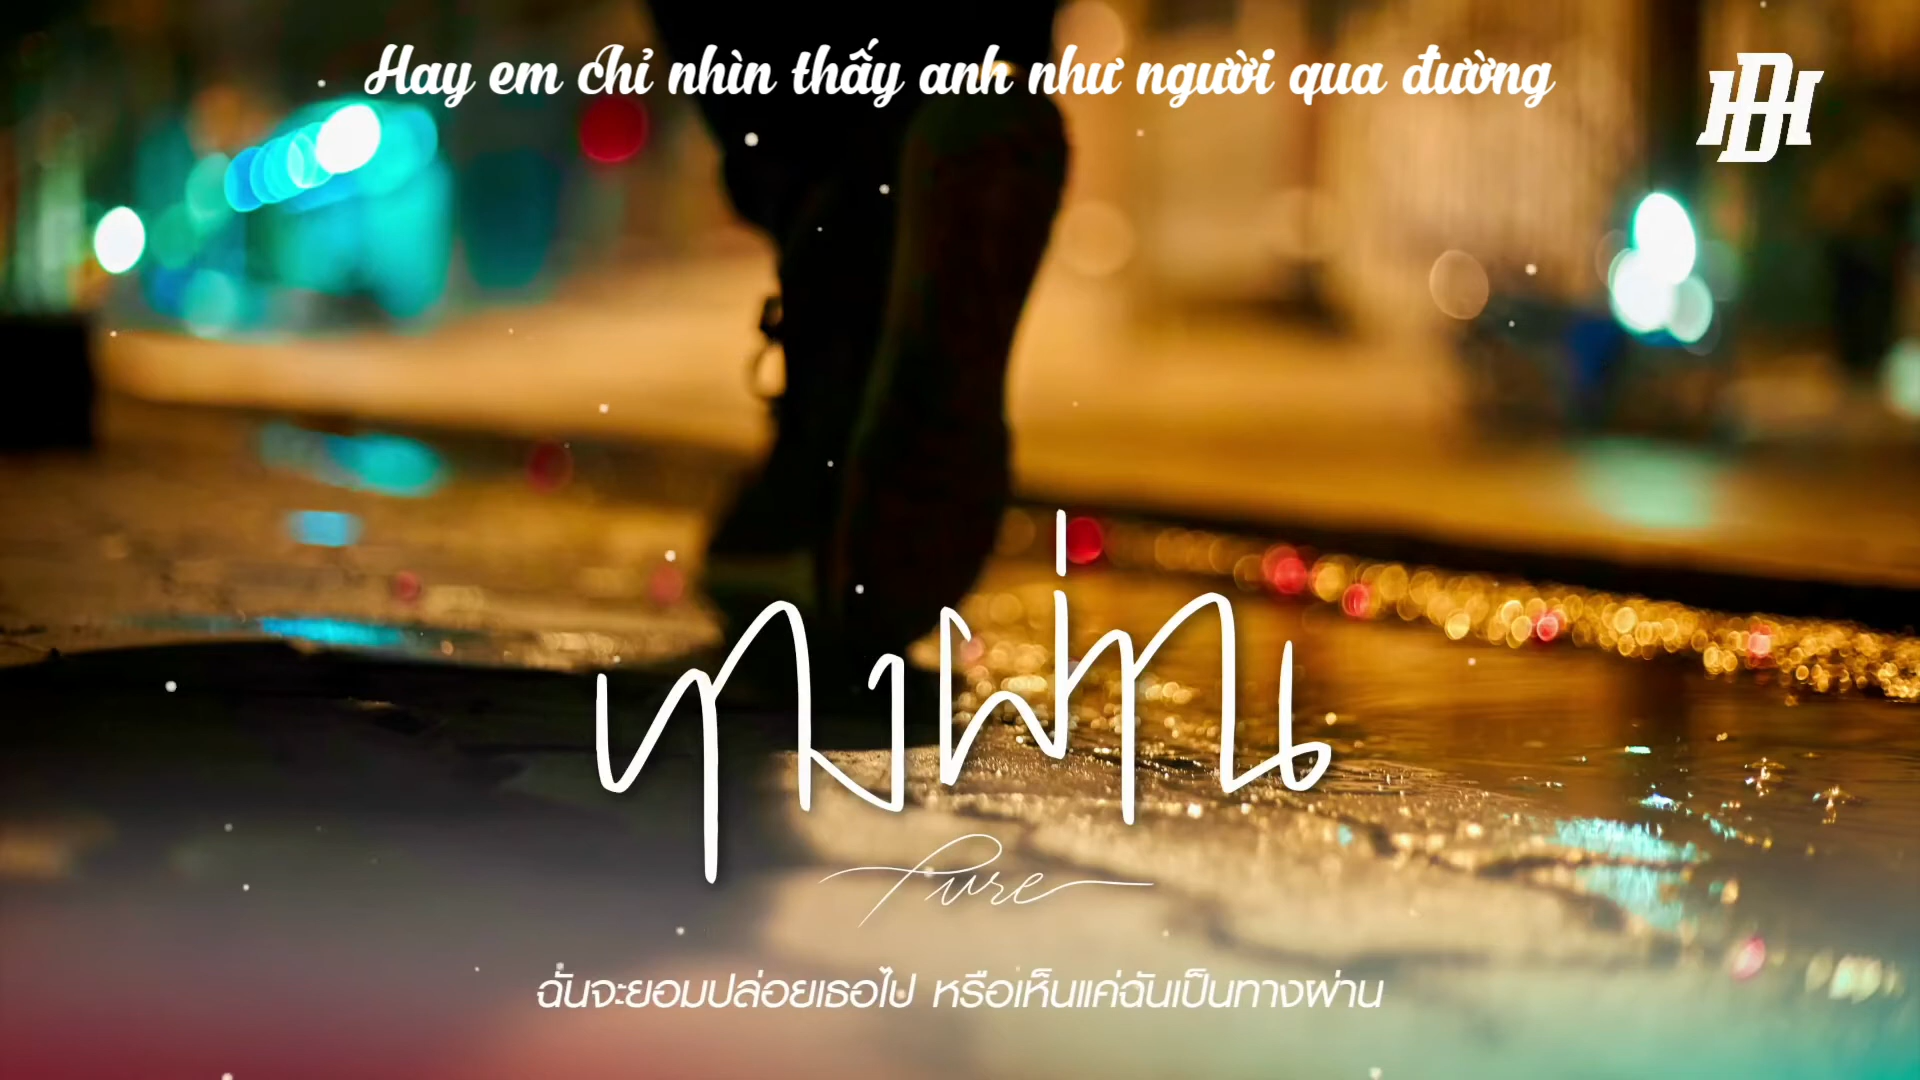 Hay em chỉ nhìn thấy anh như người qua đường
ทางผ่าน
Pure
ฉันจะยอมปล่อยเธอไป หรือเห็นแค่ฉันเป็นทางผ่าน